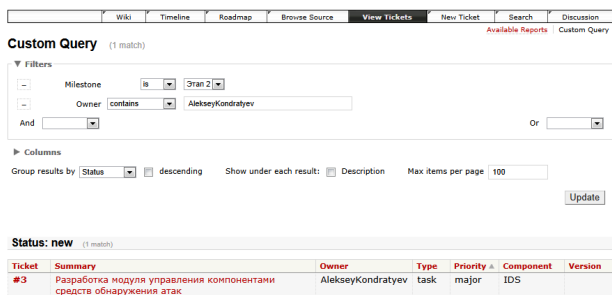 Wiki Timeline Roadmap Browse Source View Tickets New Ticket Search Discussion
Available Reports Custom Query
Custom Query (1 match)
▼ Filters
– Milestone is Этап 2
– Owner contains AlekseyKondratyev
And Or
▶ Columns
Group results by Status descending Show under each result: Description Max items per page 100
Update
Status: new (1 match)
Ticket Summary Owner Type Priority ▲ Component Version
#3 Разработка модуля управления компонентами AlekseyKondratyev task major IDS
средств обнаружения атак